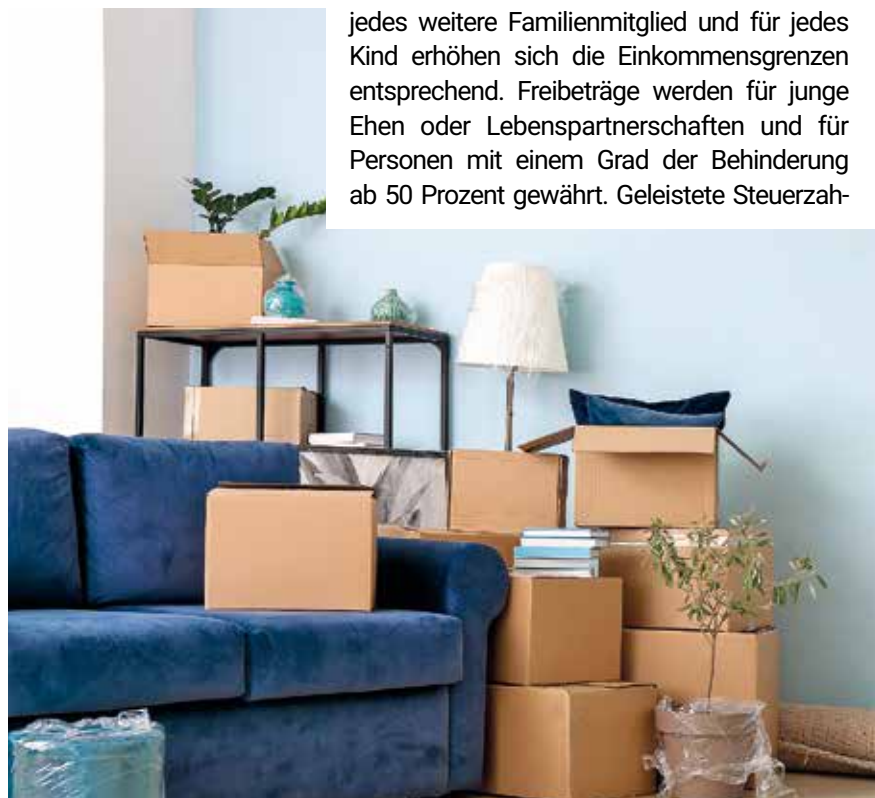 jedes weitere Familienmitglied und für jedes
Kind erhöhen sich die Einkommensgrenzen
entsprechend. Freibeträge werden für junge
Ehen oder Lebenspartnerschaften und für
Personen mit einem Grad der Behinderung
ab 50 Prozent gewährt. Geleistete Steuerzah-